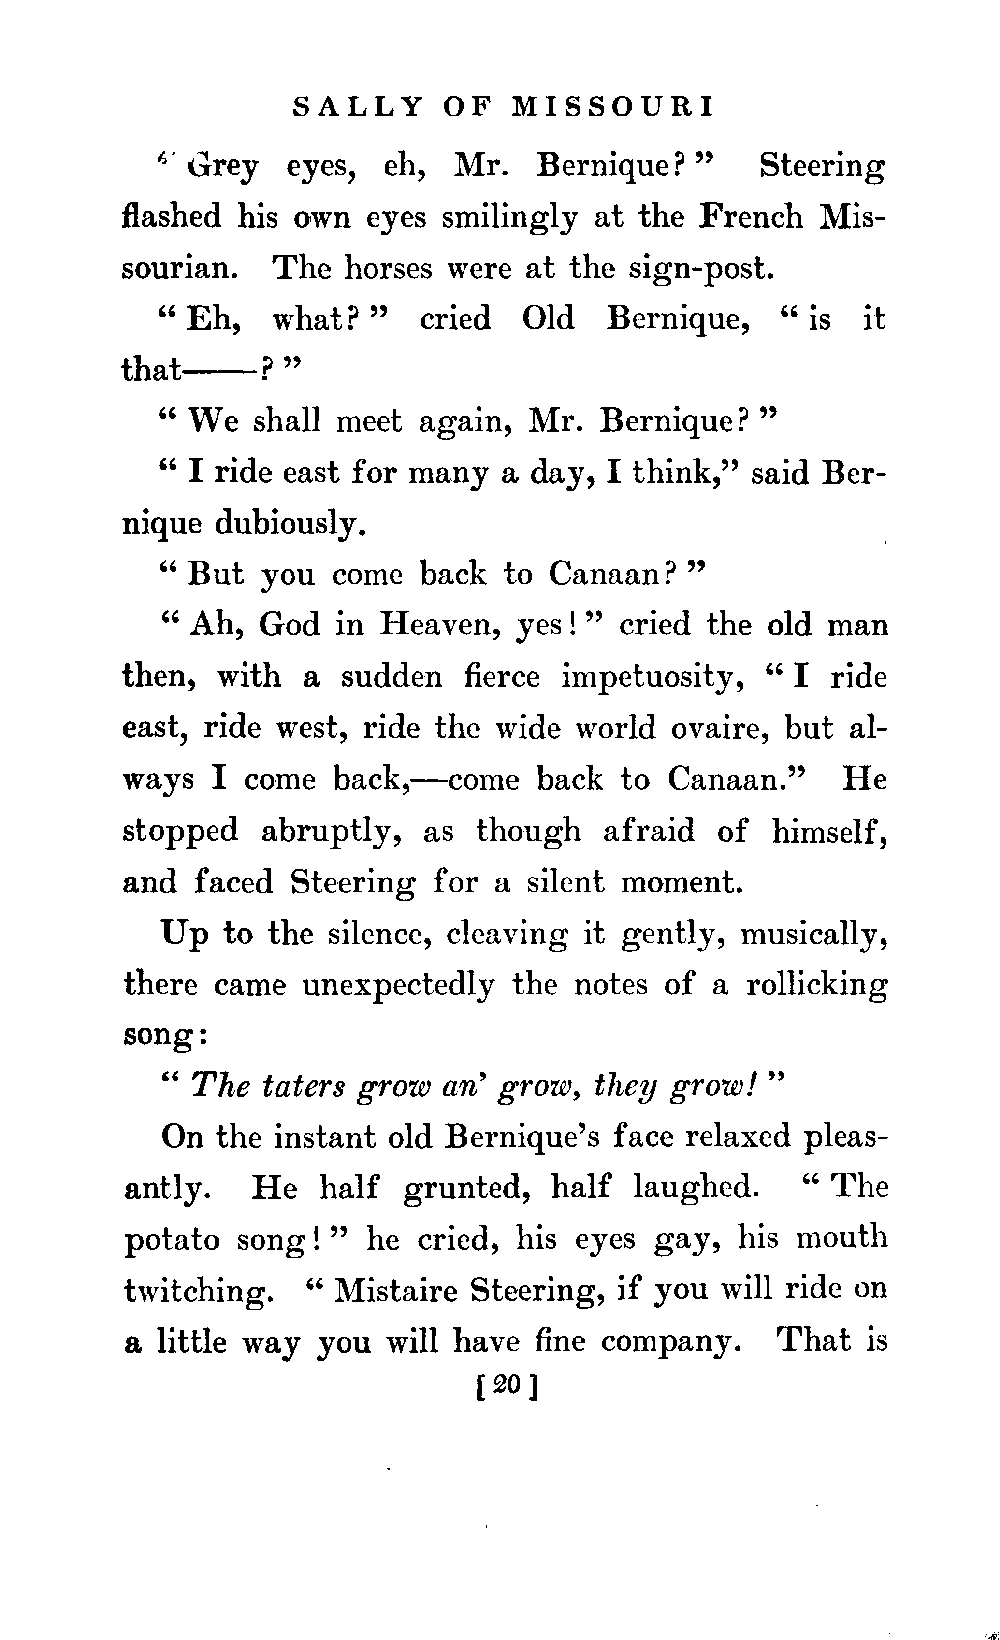 SALLY OF MISSOURI
“Grey eyes, eh, Mr. Bernique?” Steering
flashed his own eyes smilingly at the French Mis-
sourian. The horses were at the sign-post.
“Eh, what?” cried Old Bernique, “is it
that——?”
“We shall meet again, Mr. Bernique?”
“I ride east for many a day, I think,” said Ber-
nique dubiously.
“But you come back to Canaan?”
“Ah, God in Heaven, yes!” cried the old man
then, with a sudden fierce impetuosity, “I ride
east, ride west, ride the wide world ovaire, but al-
ways I come back,—come back to Canaan.” He
stopped abruptly, as though afraid of himself,
and faced Steering for a silent moment.
Up to the silence, cleaving it gently, musically,
there came unexpectedly the notes of a rollicking
song:
“The taters grow an’ grow, they grow!”
On the instant old Bernique’s face relaxed pleas-
antly. He half grunted, half laughed. “The
potato song!” he cried, his eyes gay, his mouth
twitching. “Mistaire Steering, if you will ride on
a little way you will have fine company. That is
[20]